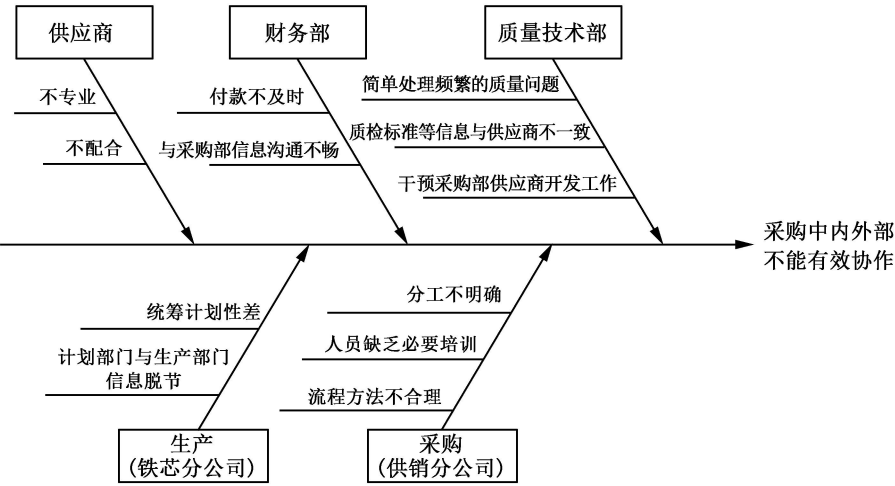 供应商
财务部
质量技术部
不专业
不配合
付款不及时
与采购部信息沟通不畅
简单处理频繁的质量问题
质检标准等信息与供应商不一致
干预采购部供应商开发工作
采购中内外部
不能有效协作
统筹计划性差
计划部门与生产部门
信息脱节
分工不明确
人员缺乏必要培训
流程方法不合理
生产
(铁芯分公司)
采购
(供销分公司)